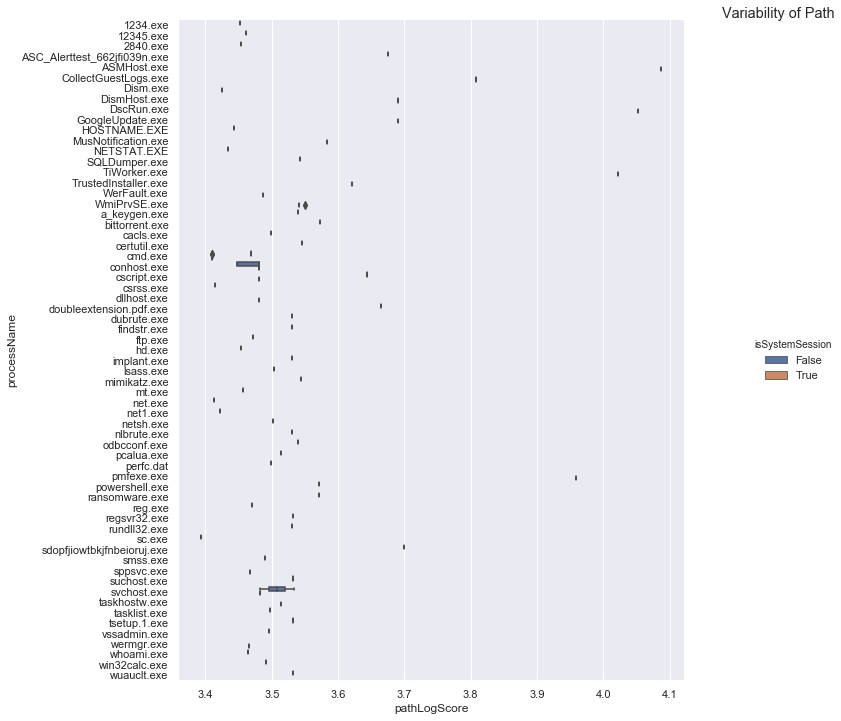 Variability of Path
1234.exe
12345.exe
2840.exe
ASC_Alerttest_662jfi039n.exe
ASMHost.exe
CollectGuestLogs.exe
Dism.exe
DismHost.exe
DscRun.exe
GoogleUpdate.exe
HOSTNAME.EXE
MusNotification.exe
NETSTAT.EXE
SQLDumper.exe
TiWorker.exe
TrustedInstaller.exe
WerFault.exe
WmiPrvSE.exe
a_keygen.exe
bittorrent.exe
cacls.exe
certutil.exe
cmd.exe
conhost.exe
cscript.exe
csrss.exe
dllhost.exe
doubleextension.pdf.exe
dubrute.exe
findstr.exe
ftp.exe
hd.exe
implant.exe
lsass.exe
mimikatz.exe
mt.exe
net.exe
net1.exe
netsh.exe
nlbrute.exe
odbcconf.exe
pcalua.exe
perfc.dat
pmfexe.exe
powershell.exe
ransomware.exe
reg.exe
regsvr32.exe
rundll32.exe
sc.exe
sdopfjiowtbkjfnbeioruj.exe
smss.exe
sppsvc.exe
suchost.exe
svchost.exe
taskhostw.exe
tasklist.exe
tsetup.1.exe
vssadmin.exe
wermgr.exe
whoami.exe
win32calc.exe
wuauclt.exe
processName
3.4 3.5 3.6 3.7 3.8 3.9 4.0 4.1
pathLogScore
isSystemSession
False
True